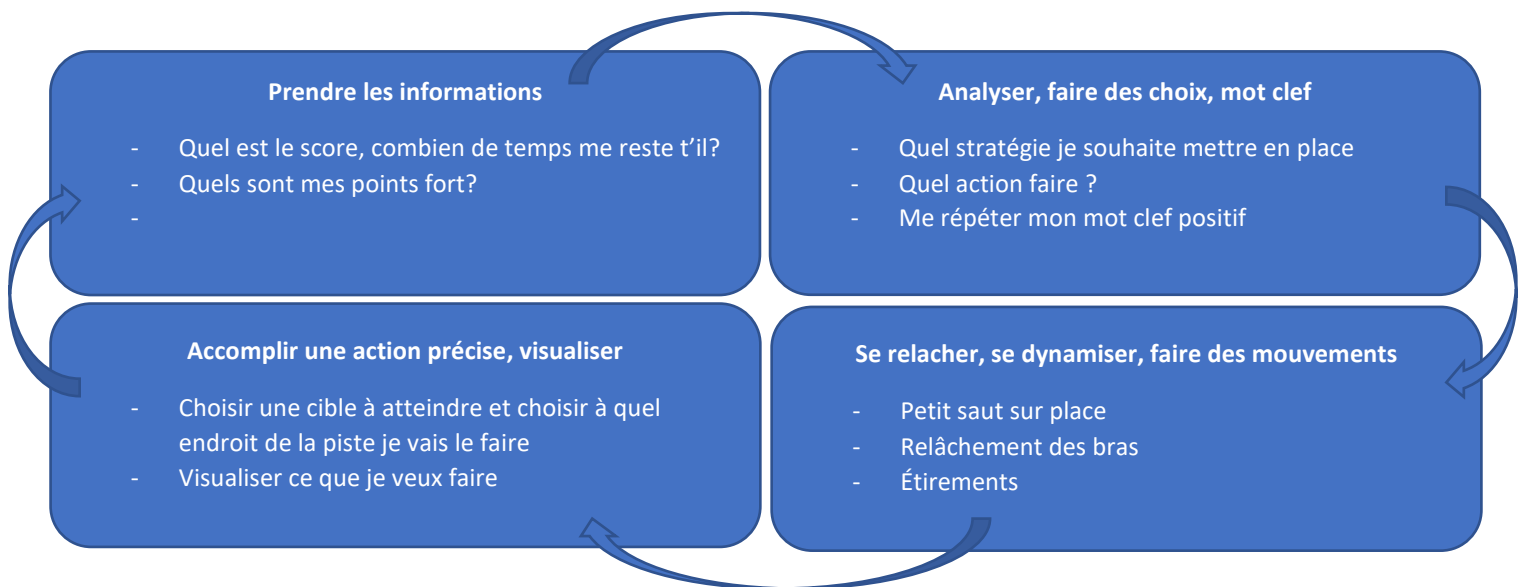 Prendre les informations
- Quel est le score, combien de temps me reste t’il?
- Quels sont mes points fort?
-
Analyser, faire des choix, mot clef
- Quel stratégie je souhaite mettre en place
- Quel action faire ?
- Me répéter mon mot clef positif
Accomplir une action précise, visualiser
- Choisir une cible à atteindre et choisir à quel
endroit de la piste je vais le faire
- Visualiser ce que je veux faire
Se relacher, se dynamiser, faire des mouvements
- Petit saut sur place
- Relâchement des bras
- Étirements